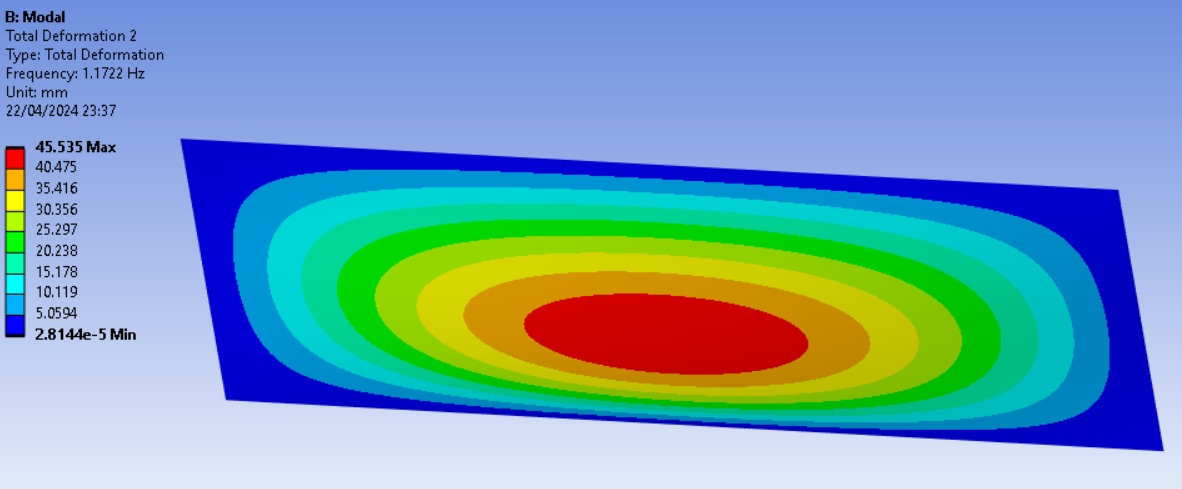 B: Modal
Total Deformation 2
Type: Total Deformation
Frequency: 1.1722 Hz
Unit: mm
22/04/2024 23:37
45.535 Max
40.475
35.416
30.356
25.297
20.238
15.178
10.119
5.0594
2.8144e-5 Min